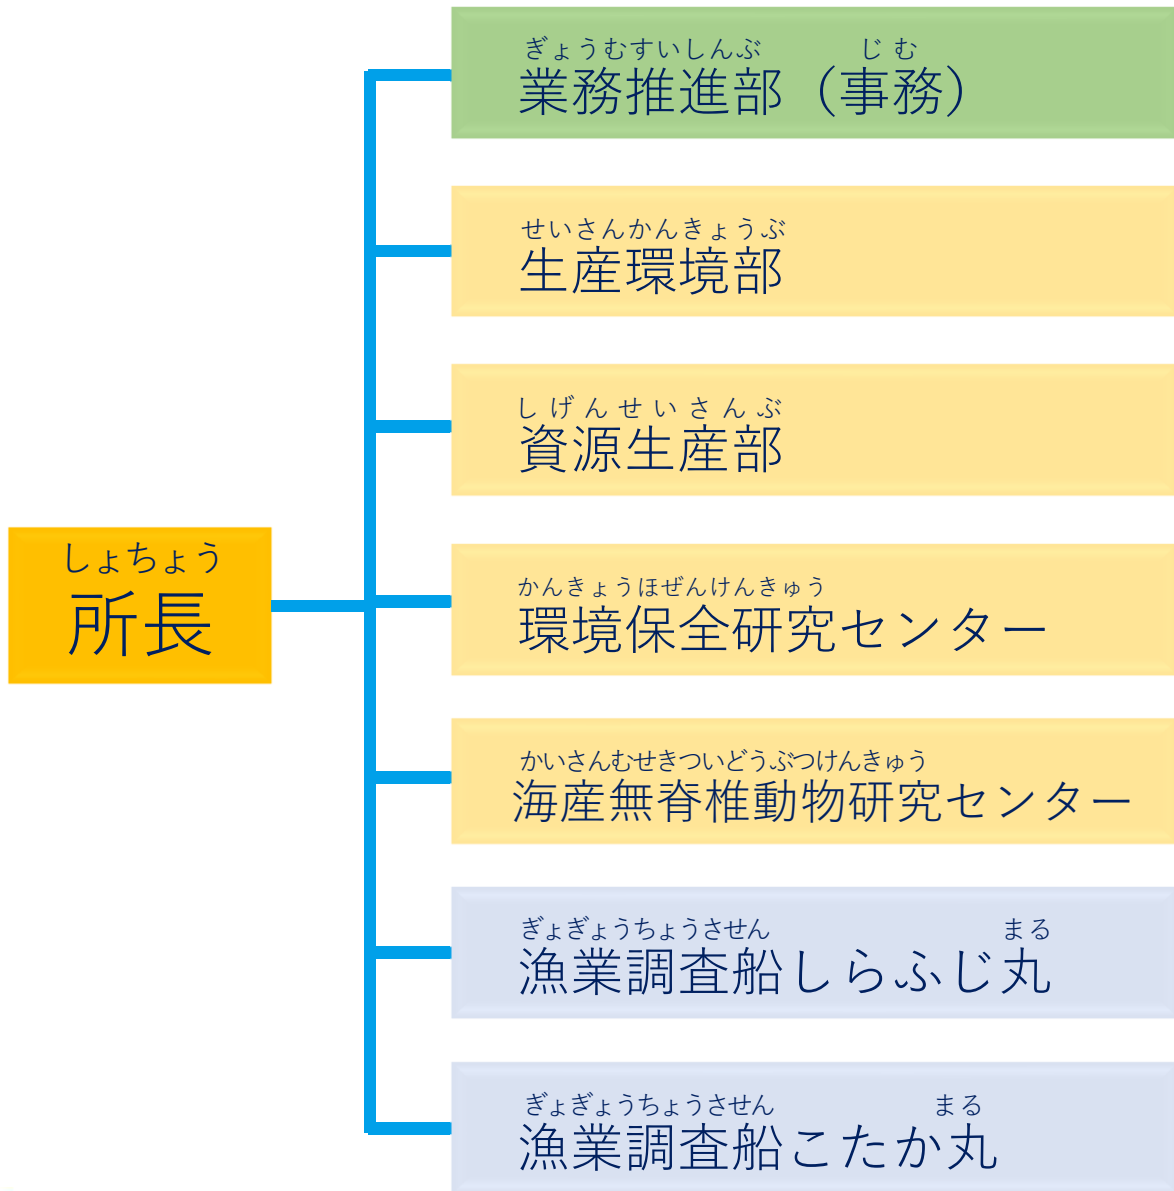 ぎょうむすいしんぶ じむ
業務推進部（事務）
せいさんかんきょうぶ
生産環境部
しげんせいさんぶ
資源生産部
しょちょう
所長
かんきょうほぜんけんきゅう
環境保全研究センター
かいさんむせきついどうぶつけんきゅう
海産無脊椎動物研究センター
ぎょぎょうちょうさせん まる
漁業調査船しらふじ丸
ぎょぎょうちょうさせん まる
漁業調査船こたか丸